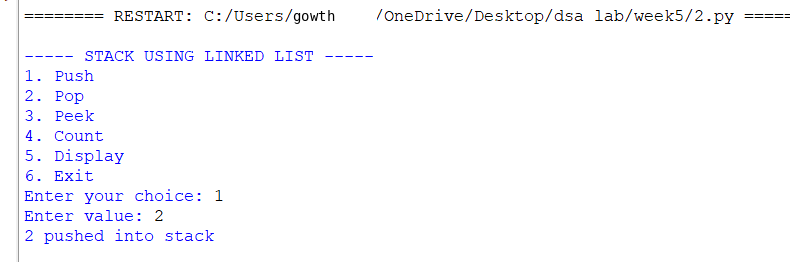 ======== RESTART: C:/Users/gowth /OneDrive/Desktop/dsa lab/week5/2.py =====
----- STACK USING LINKED LIST -----
1. Push
2. Pop
3. Peek
4. Count
5. Display
6. Exit
Enter your choice: 1
Enter value: 2
2 pushed into stack